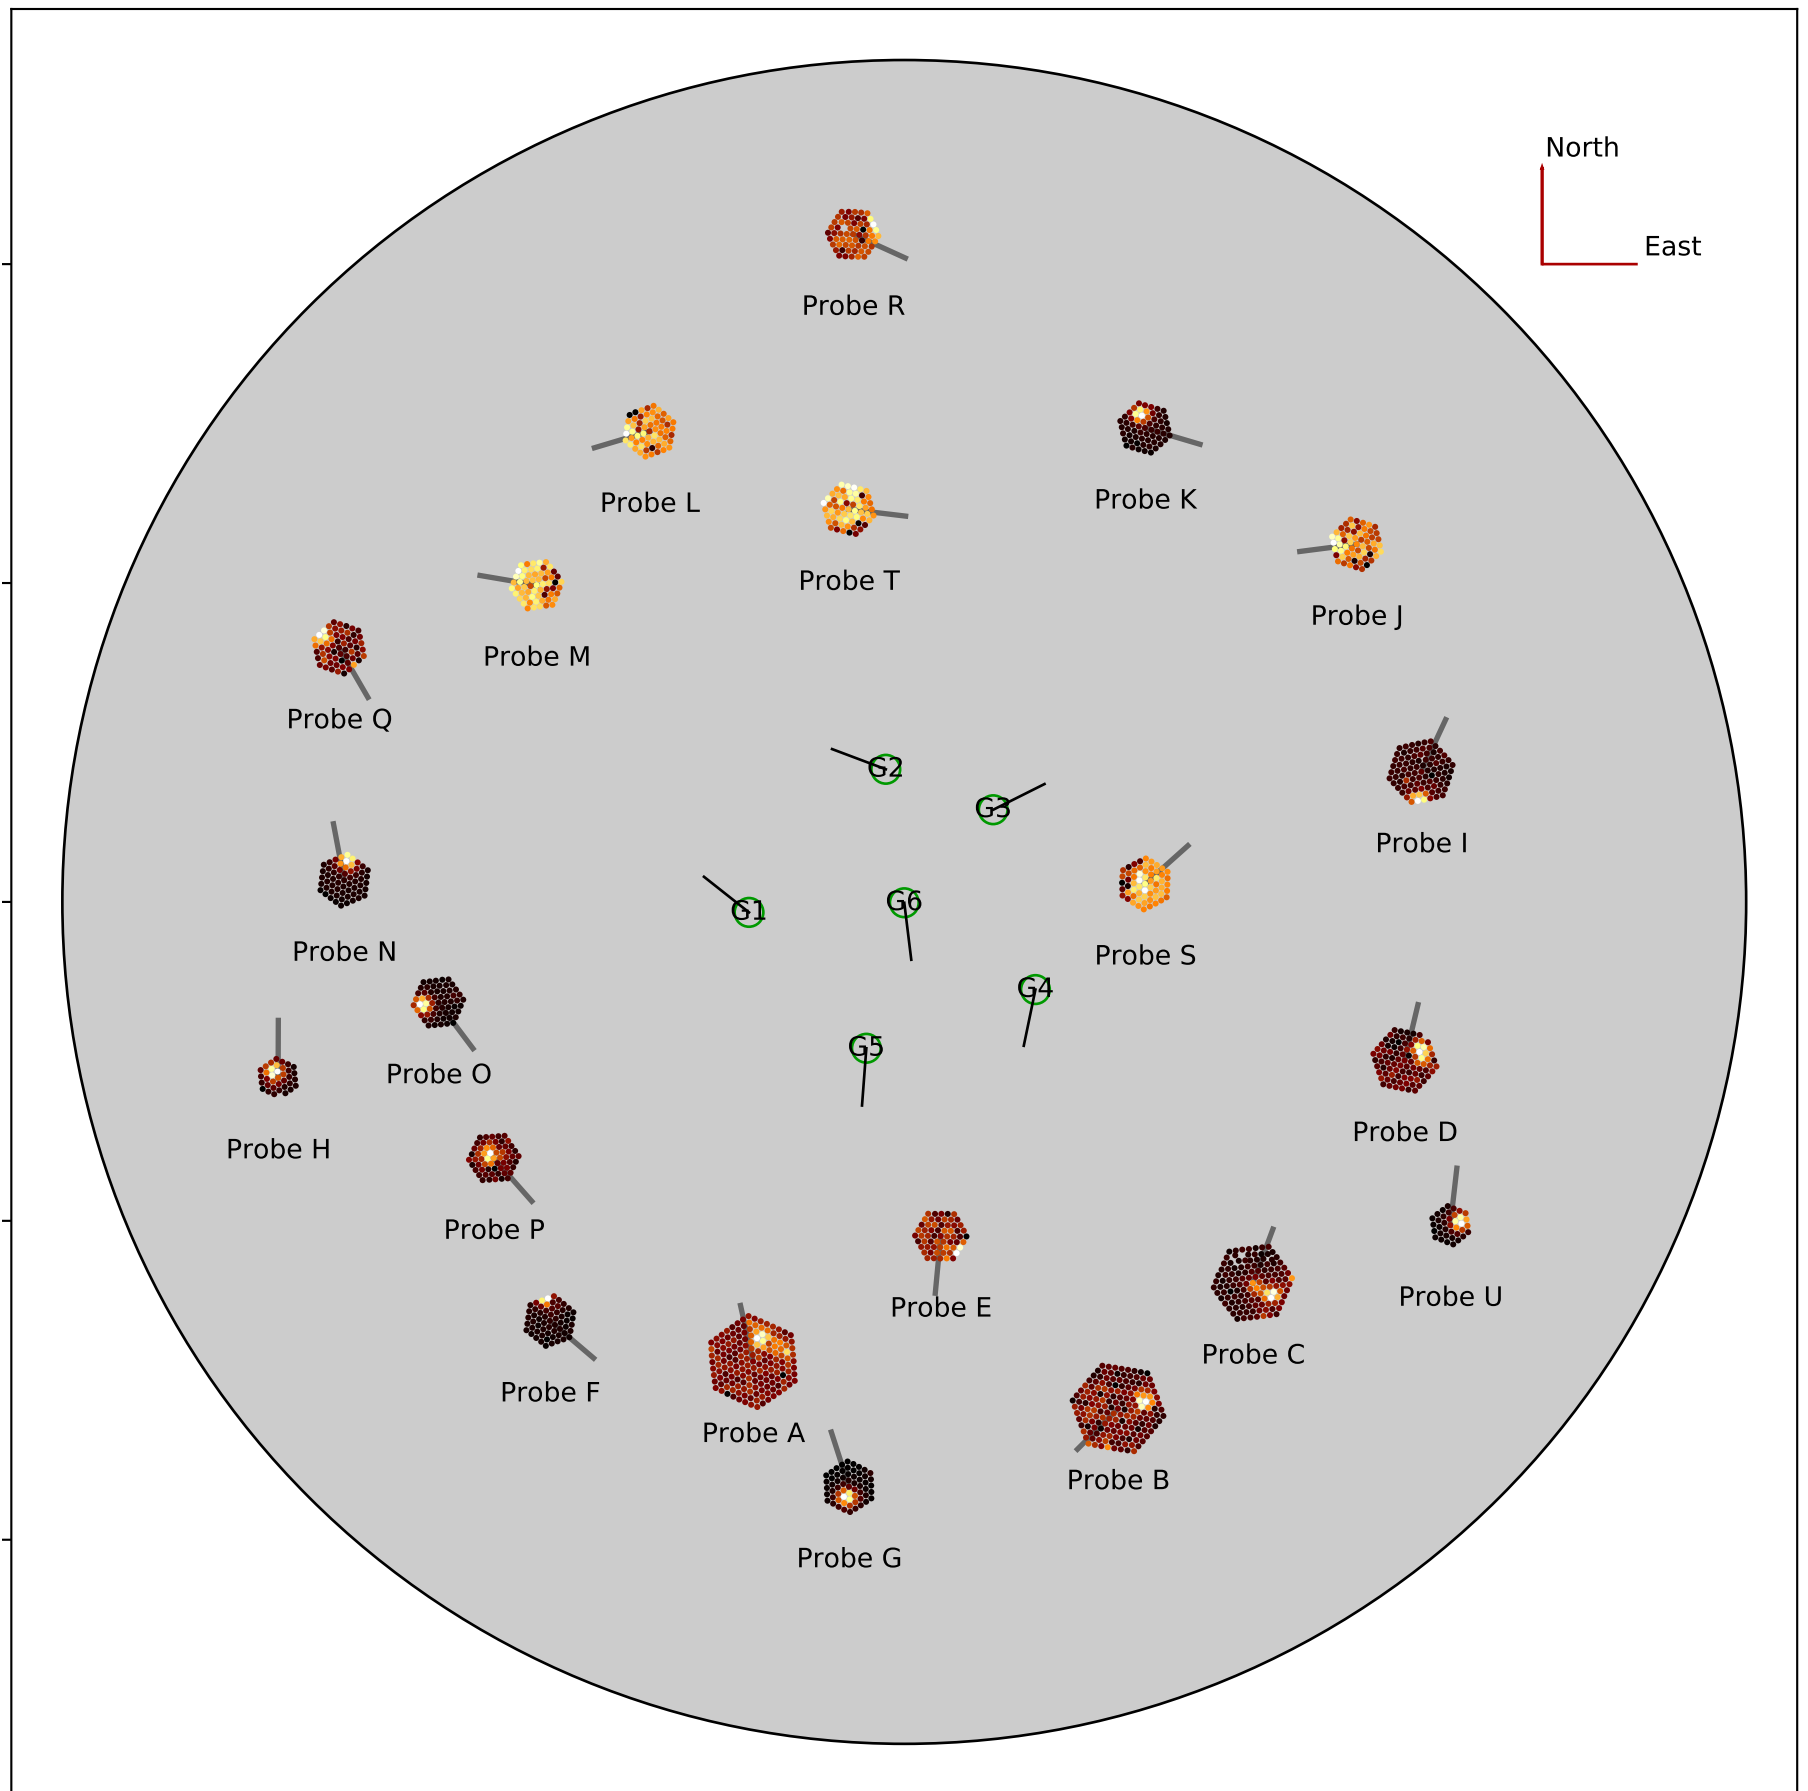 North
East
Probe R
Probe K
Probe L
Probe T
Probe J
Probe M
Probe Q
G2
G3
Probe I
G6
G1
Probe N
Probe S
G4
G5
Probe O
Probe D
Probe H
Probe P
Probe U
Probe E
Probe C
Probe F
Probe A
Probe B
Probe G